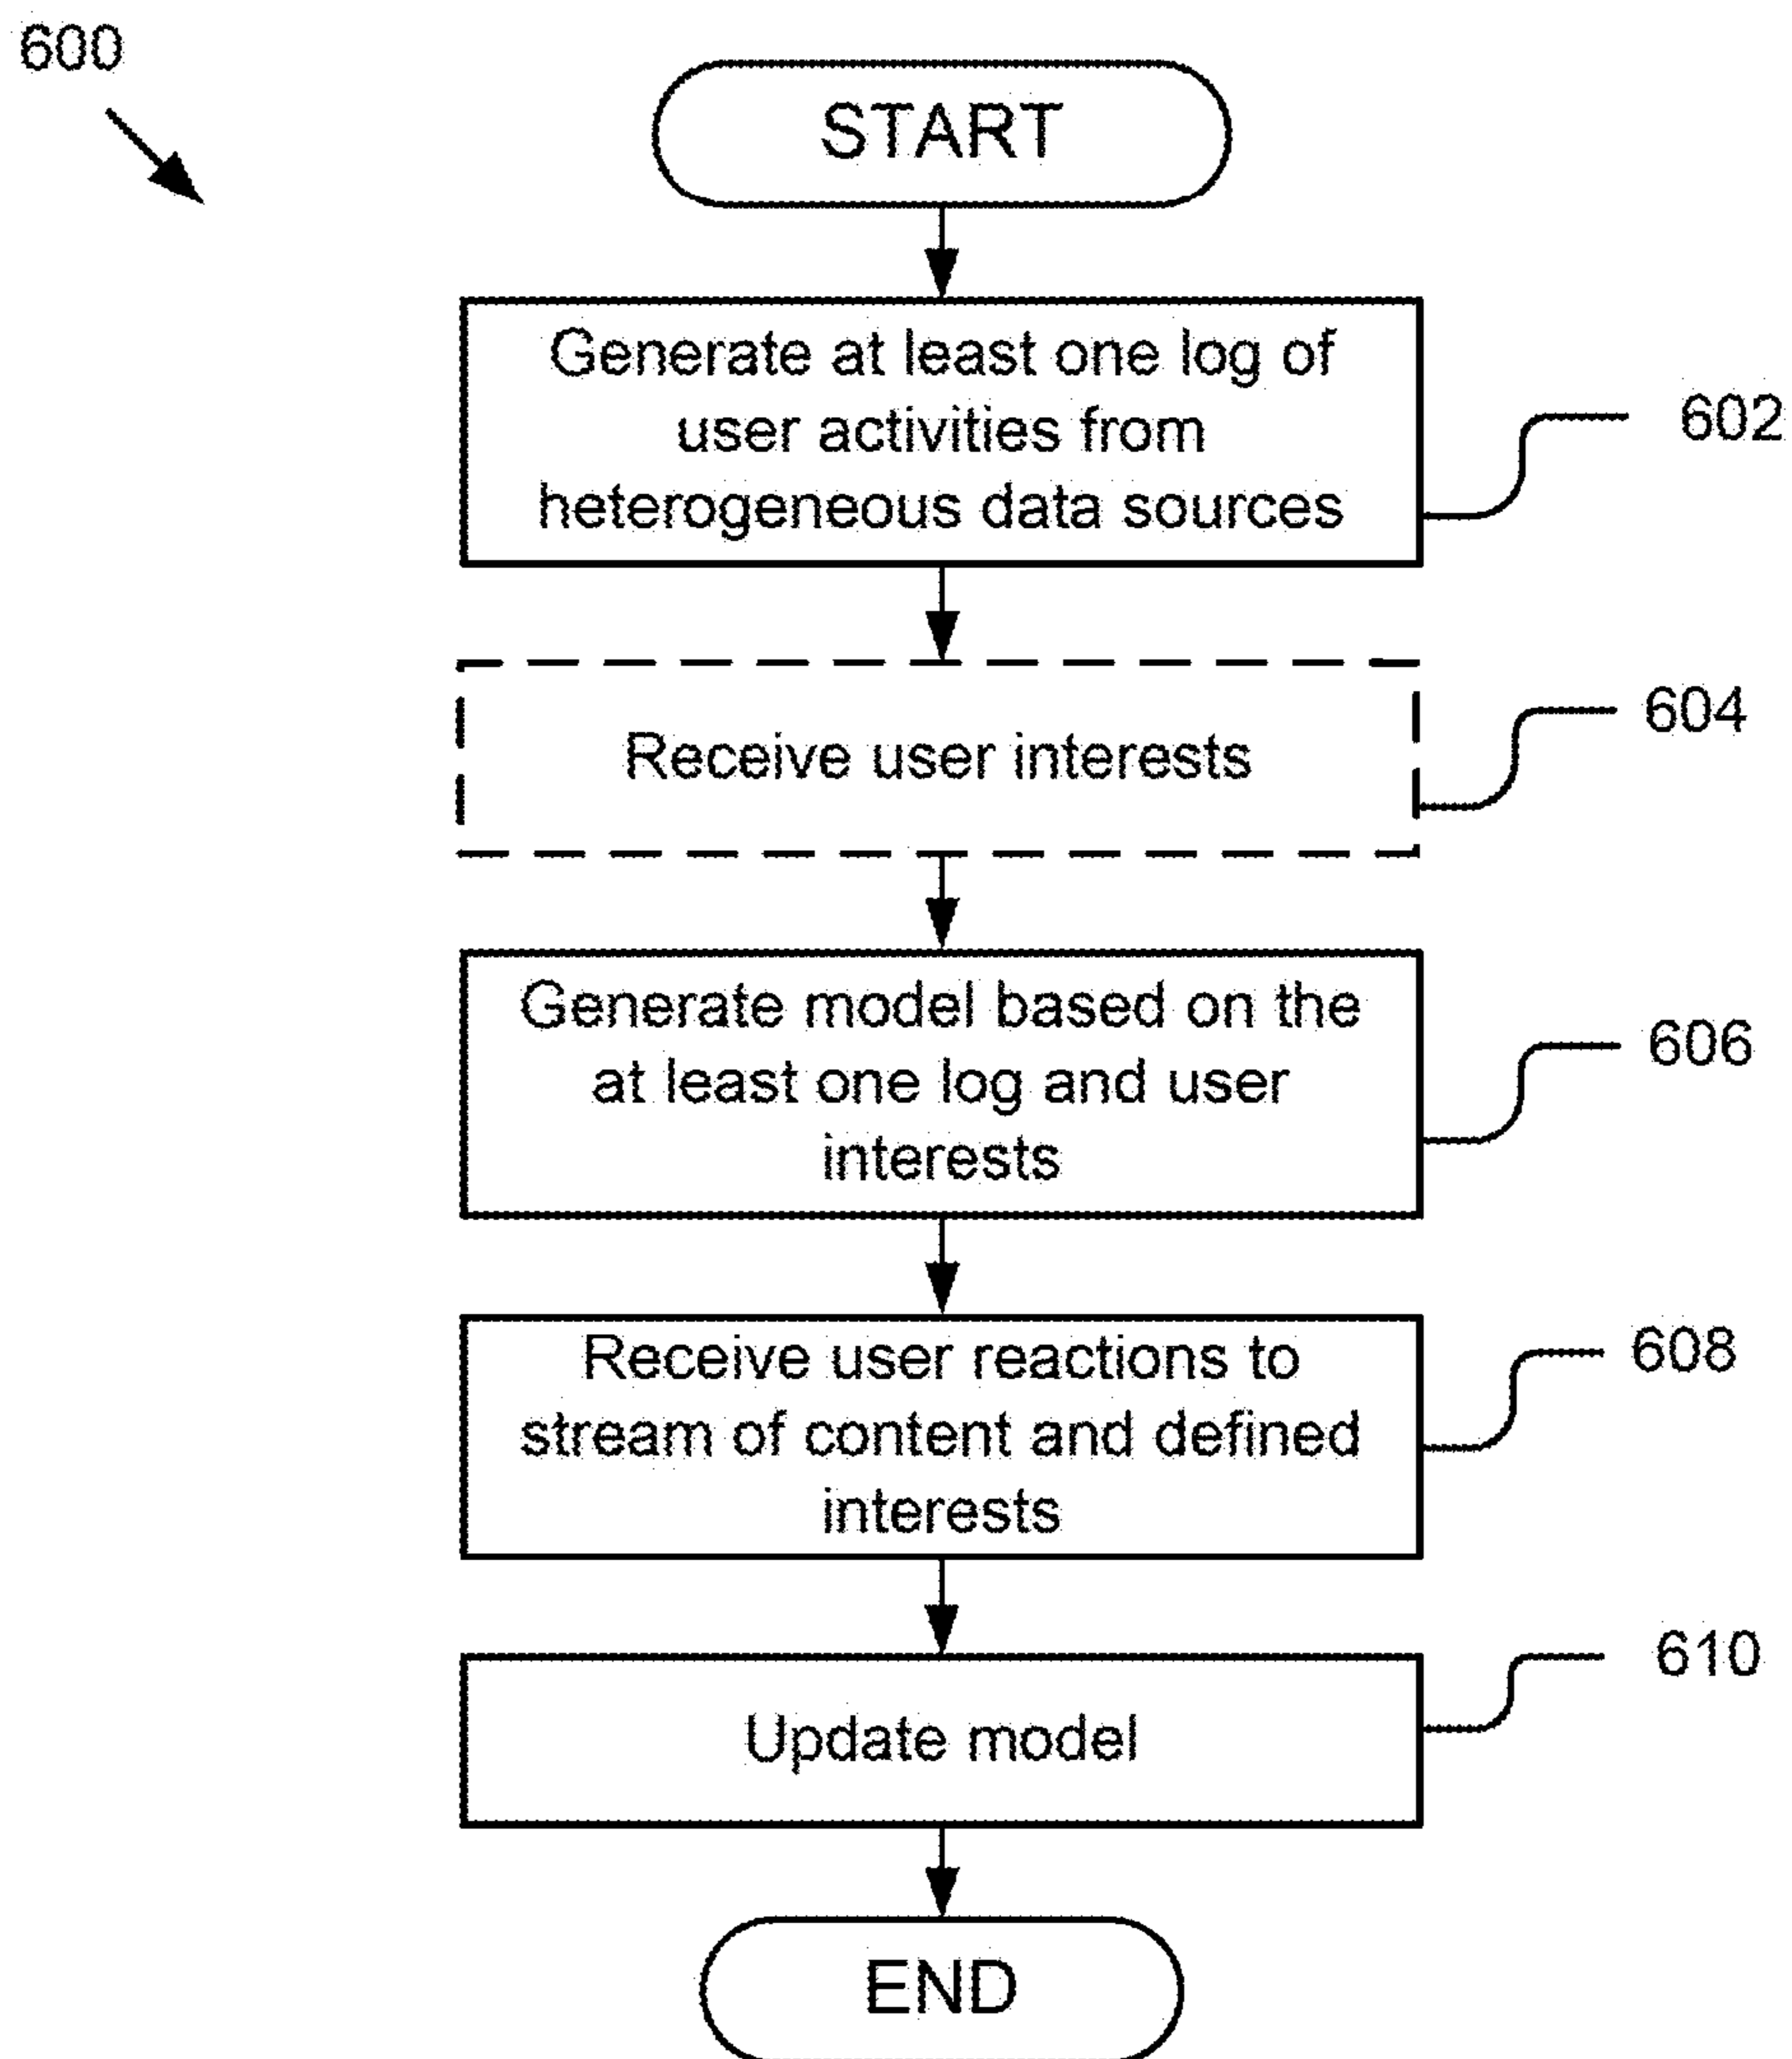 600
START
Generate at least one log of
user activities from
heterogeneous data sources
602
Receive user interests
604
Generate model based on the
at least one log and user
interests
606
Receive user reactions to
stream of content and defined
interests
608
Update model
610
END